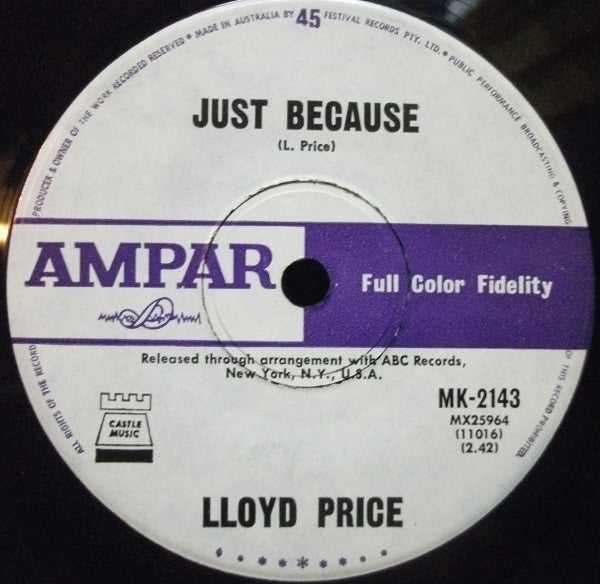 PRODUCER & OWNER OF THE WORK RECORDED RESERVED ★ MADE IN AUSTRALIA BY 45 FESTIVAL RECORDS PTY. LTD. ★ PUBLIC PERFORMANCE BROADCASTING & COPYING
JUST BECAUSE
(L. Price)
AMPAR
Full Color Fidelity
Released through arrangement with ABC Records,
New York, N.Y., U.S.A.
ALL RIGHTS OF THE RECORD
OF THIS RECORD PROHIBITED
CASTLE
MUSIC
MK-2143
MX25964
(11016)
(2.42)
LLOYD PRICE